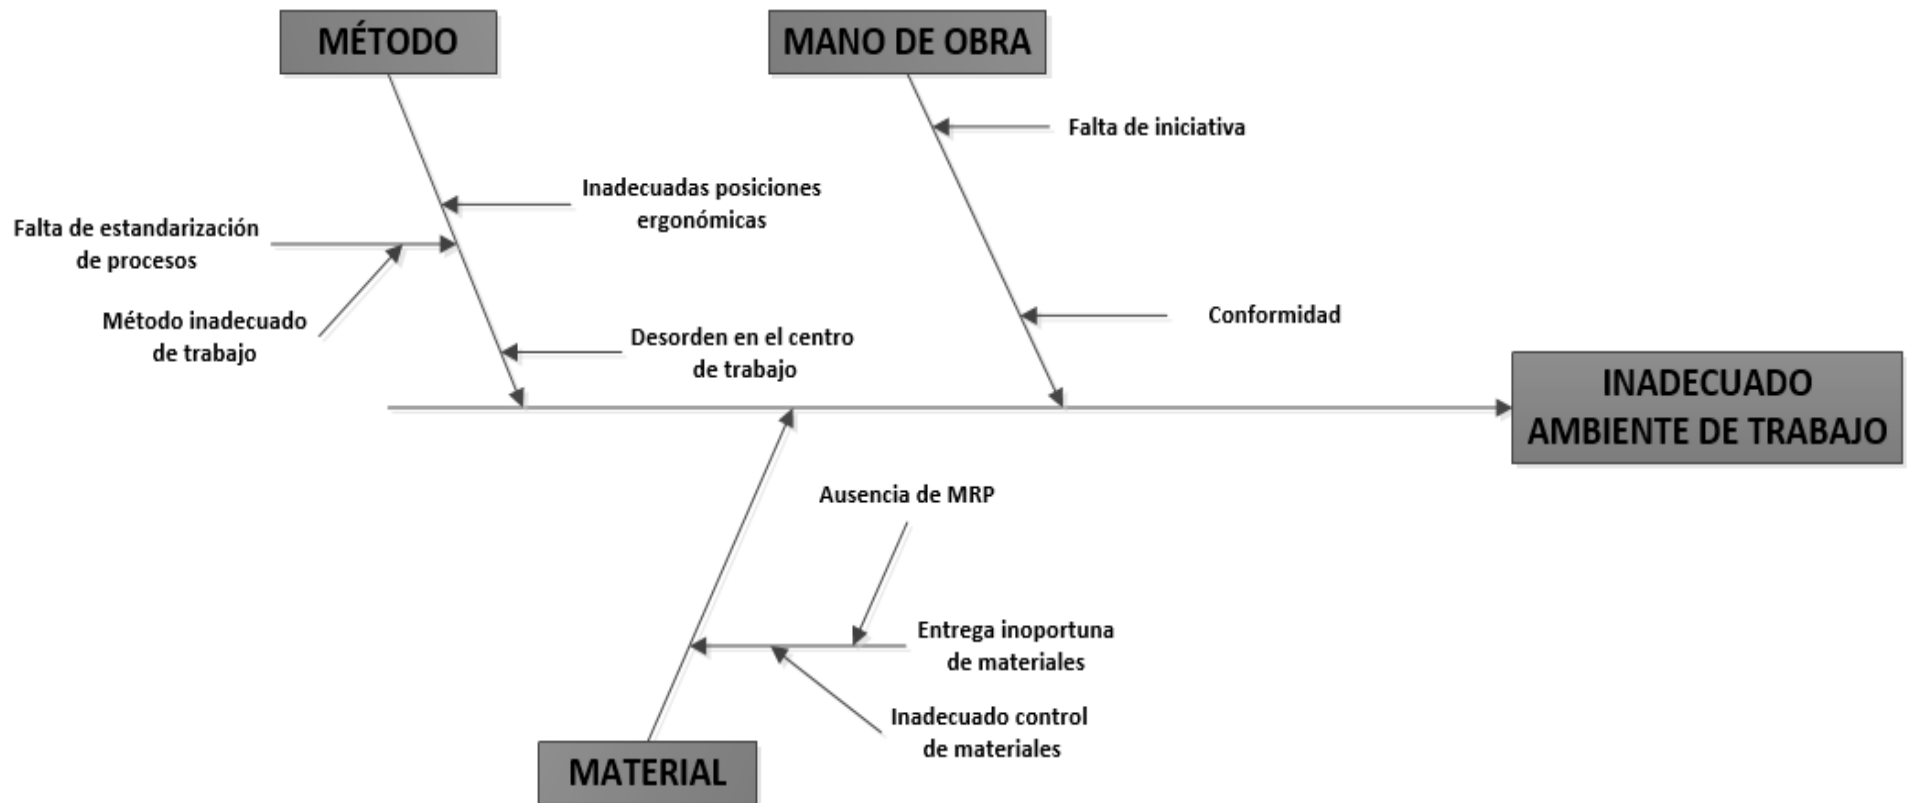 MÉTODO
MANO DE OBRA
Falta de iniciativa
Inadecuadas posiciones
ergonómicas
Falta de estandarización
de procesos
Método inadecuado
de trabajo
Conformidad
Desorden en el centro
de trabajo
INADECUADO
AMBIENTE DE TRABAJO
Ausencia de MRP
Entrega inoportuna
de materiales
Inadecuado control
de materiales
MATERIAL